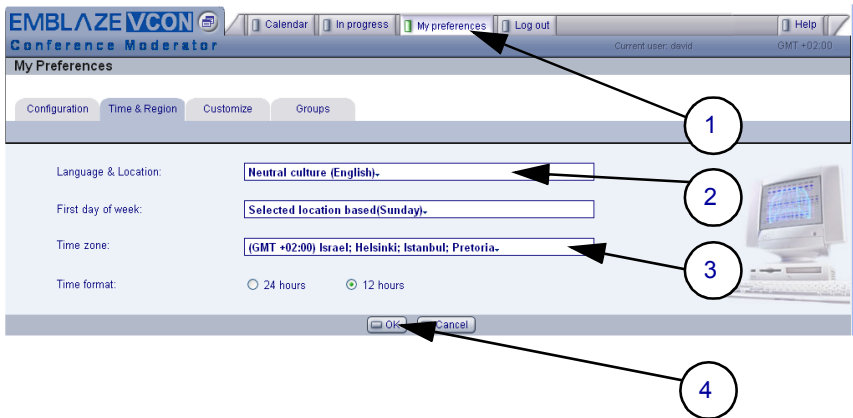 EMBLAZE VCON
Calendar In progress My preferences Log out Help
Conference Moderator Current user: david GMT +02:00
My Preferences
Configuration Time & Region Customize Groups
1
Language & Location: Neutral culture (English)
2
First day of week: Selected location based(Sunday)
Time zone: (GMT +02:00) Israel; Helsinki; Istanbul; Pretoria
3
Time format: 24 hours 12 hours
OK Cancel
4